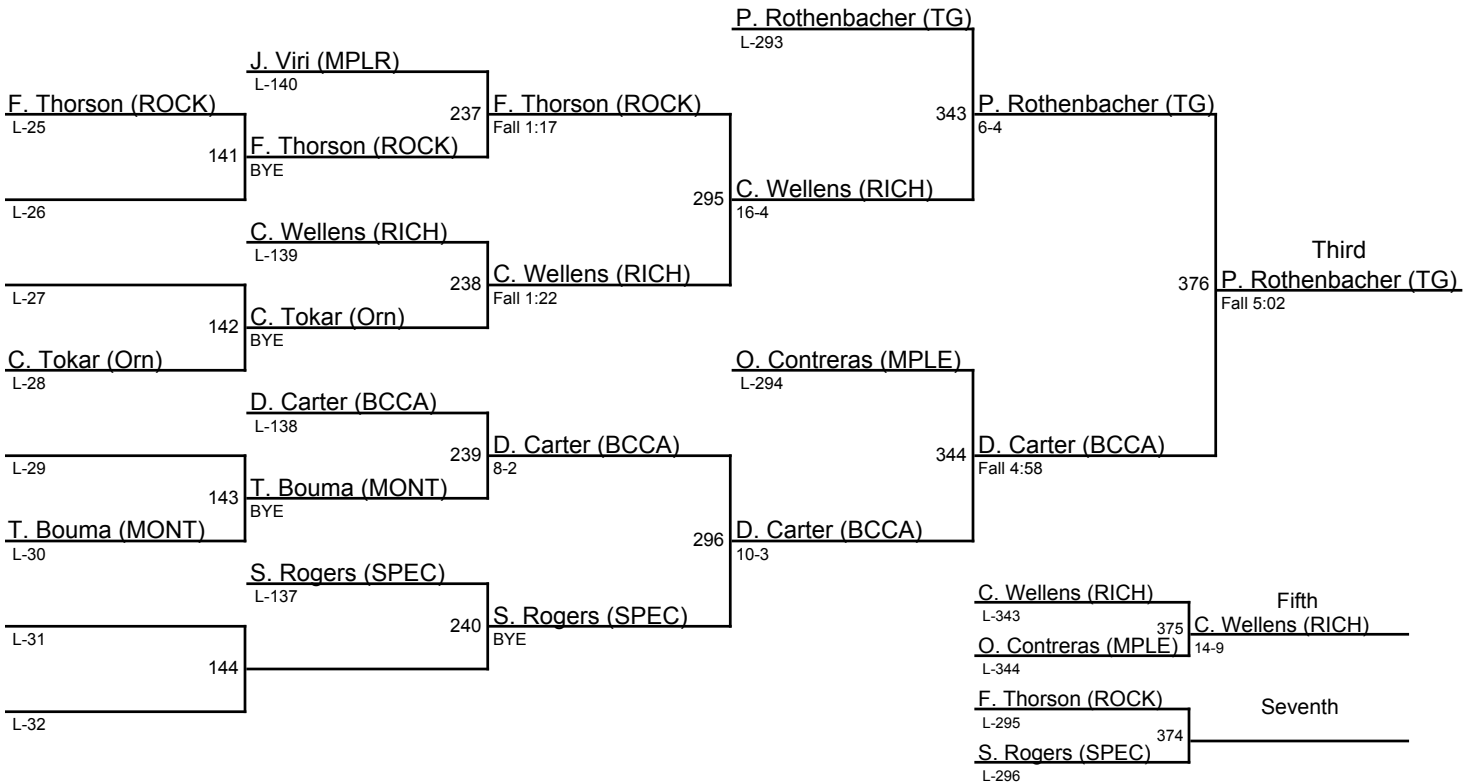 P. Rothenbacher (TG)
L-293
J. Viri (MPLR)
L-140
F. Thorson (ROCK)
L-25
237 F. Thorson (ROCK)
Fall 1:17
343 P. Rothenbacher (TG)
6-4
141 F. Thorson (ROCK)
BYE
L-26
295 C. Wellens (RICH)
16-4
C. Wellens (RICH)
L-139
L-27
238 C. Wellens (RICH)
Fall 1:22
Third
376 P. Rothenbacher (TG)
Fall 5:02
142 C. Tokar (Orn)
BYE
C. Tokar (Orn)
L-28
O. Contreras (MPLE)
L-294
D. Carter (BCCA)
L-138
L-29
239 D. Carter (BCCA)
8-2
344 D. Carter (BCCA)
Fall 4:58
143 T. Bouma (MONT)
BYE
T. Bouma (MONT)
L-30
296 D. Carter (BCCA)
10-3
S. Rogers (SPEC)
L-137
L-31
240 S. Rogers (SPEC)
BYE
144
L-32
C. Wellens (RICH)
L-343
Fifth
375 C. Wellens (RICH)
14-9
O. Contreras (MPLE)
L-344
F. Thorson (ROCK)
L-295
Seventh
374
S. Rogers (SPEC)
L-296